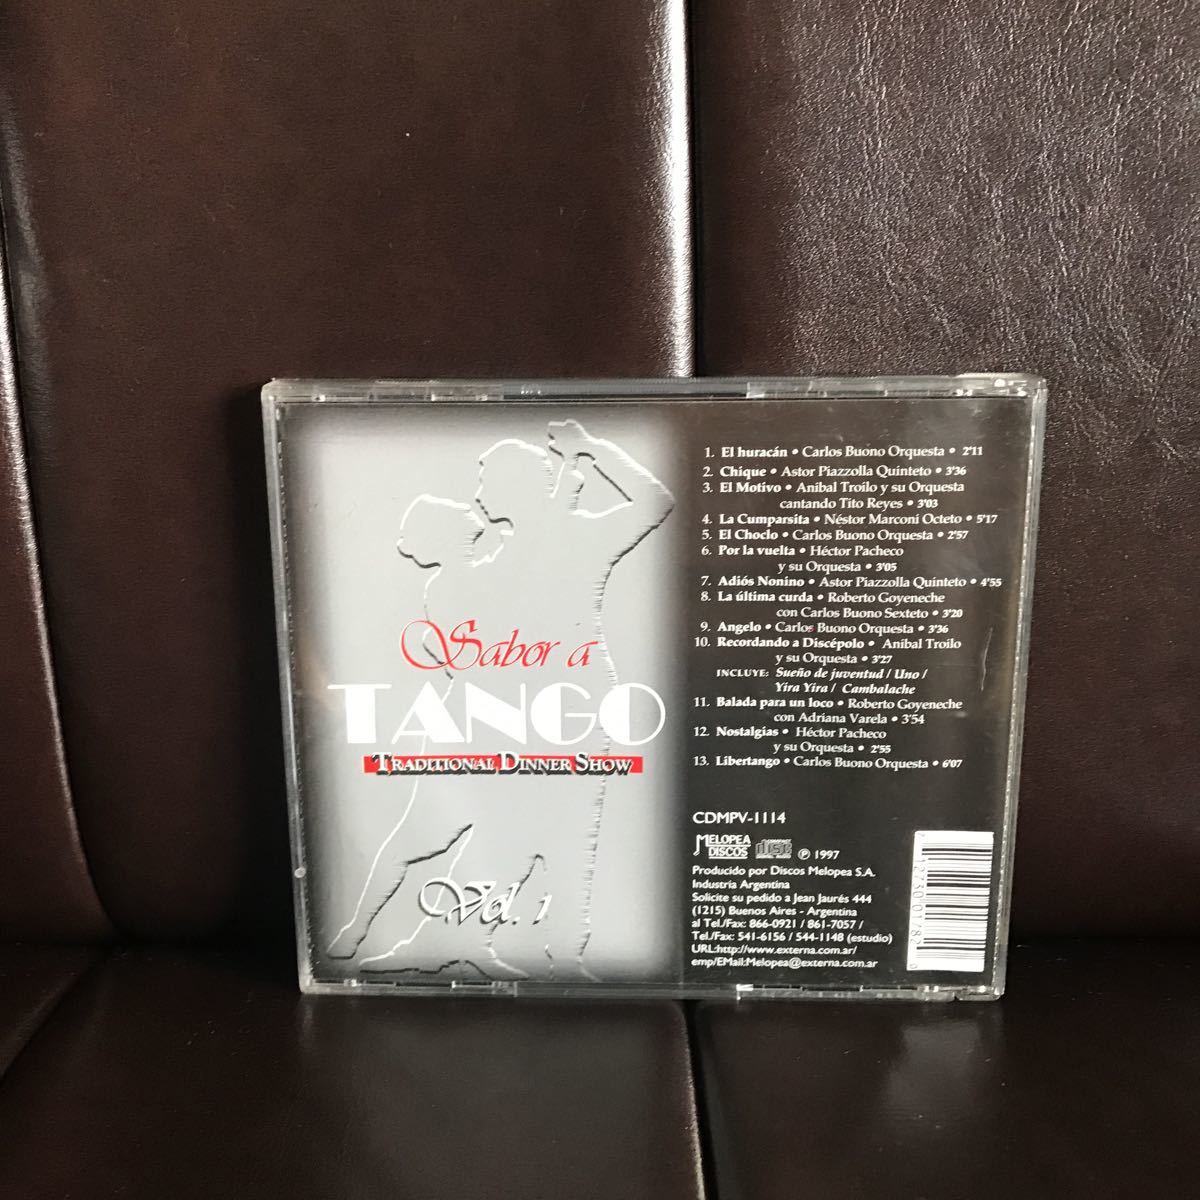 Sabor a
TANGO
TRADITIONAL DINNER SHOW
Vol. 1
1. El huracán • Carlos Buono Orquesta • 2'11
2. Chique • Astor Piazzolla Quinteto • 3'36
3. El Motivo • Aníbal Troilo y su Orquesta
cantando Tito Reyes • 3'03
4. La Cumparsita • Néstor Marconi Octeto • 5'17
5. El Choclo • Carlos Buono Orquesta • 2'57
6. Por la vuelta • Héctor Pacheco
y su Orquesta • 3'05
7. Adiós Nonino • Astor Piazzolla Quinteto • 4'55
8. La última curda • Roberto Goyeneche
con Carlos Buono Sexteto • 3'20
9. Angelo • Carlos Buono Orquesta • 3'36
10. Recordando a Discépolo • Aníbal Troilo
y su Orquesta • 3'27
INCLUYE: Sueño de juventud / Uno /
Yira Yira / Cambalache
11. Balada para un loco • Roberto Goyeneche
con Adriana Varela • 3'54
12. Nostalgias • Héctor Pacheco
y su Orquesta • 2'55
13. Libertango • Carlos Buono Orquesta • 6'07
CDMPV-1114
MELOPEA
DISCOS
COMPACT
disc
DIGITAL AUDIO
℗ 1997
Producido por Discos Melopea S.A.
Industria Argentina
Solicite su pedido a Jean Jaurés 444
(1215) Buenos Aires - Argentina
al Tel./Fax: 866-0921 / 861-7057 /
Tel./Fax: 541-6156 / 544-1148 (estudio)
URL:http://www.externa.com.ar/
emp/EMail:Melopea@externa.com.ar